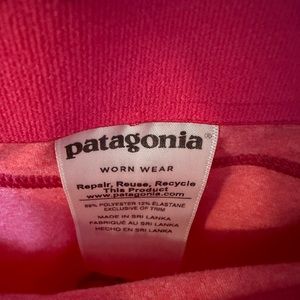 patagonia®
WORN WEAR
Repair, Reuse, Recycle
This Product
www.patagonia.com
88% POLYESTER 12% ÉLASTANE
EXCLUSIVE OF TRIM
MADE IN SRI LANKA
FABRIQUÉ AU SRI LANKA
HECHO EN SRI LANKA